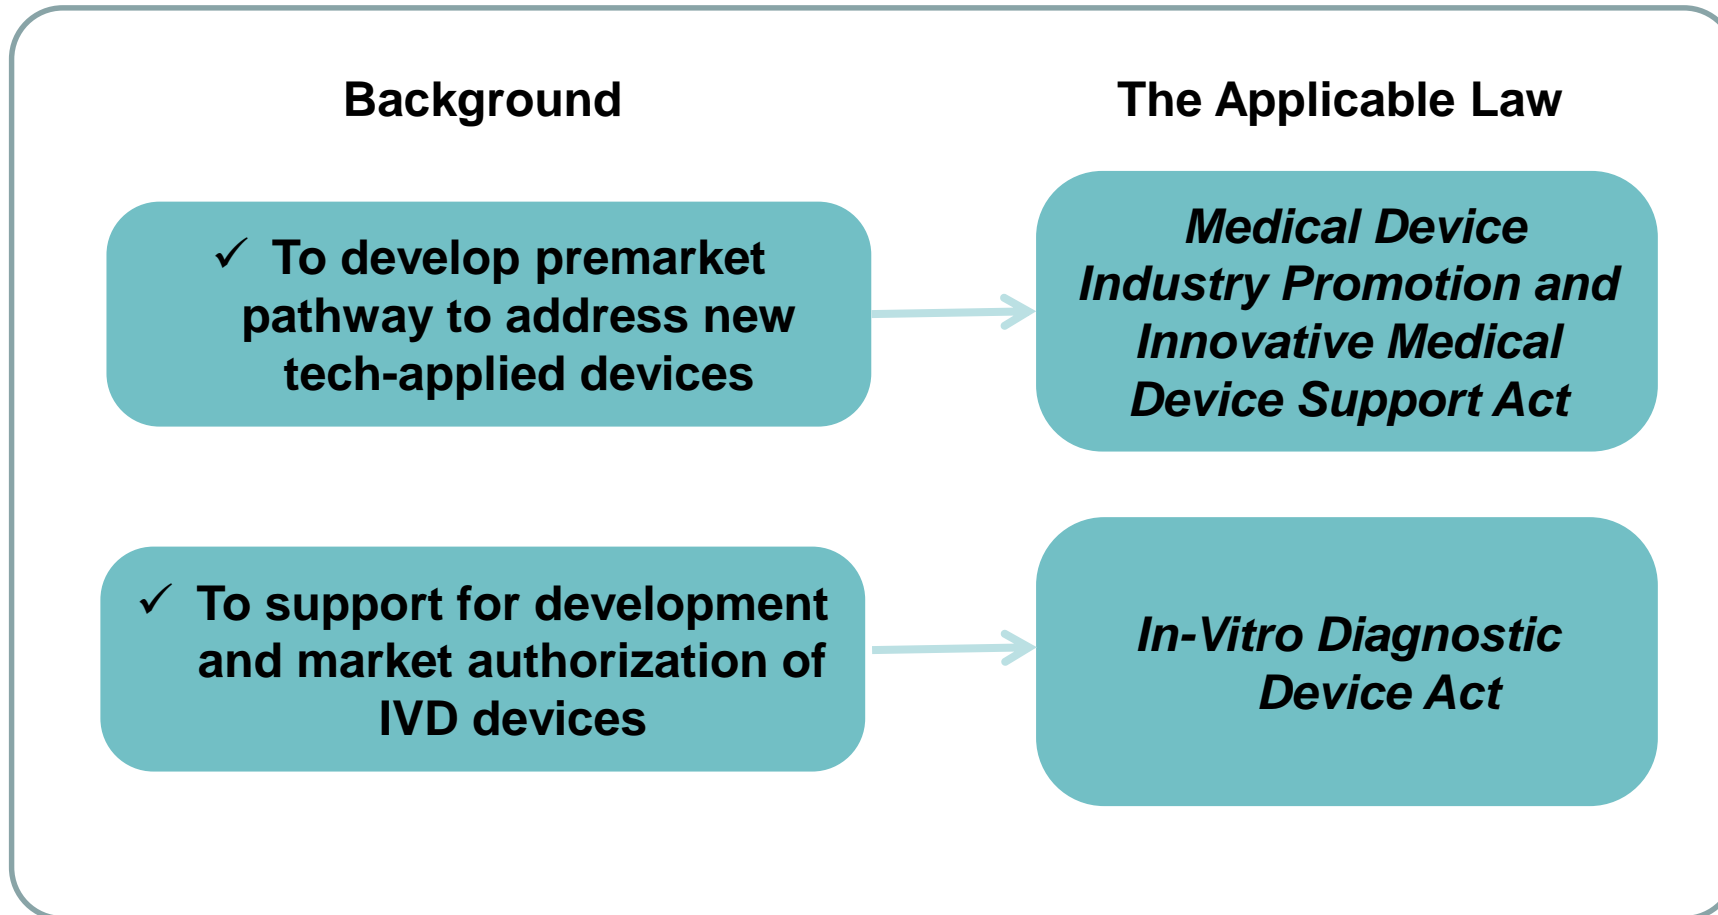 Background
The Applicable Law
✓ To develop premarket
pathway to address new
tech-applied devices
Medical Device
Industry Promotion and
Innovative Medical
Device Support Act
✓ To support for development
and market authorization of
IVD devices
In-Vitro Diagnostic
Device Act